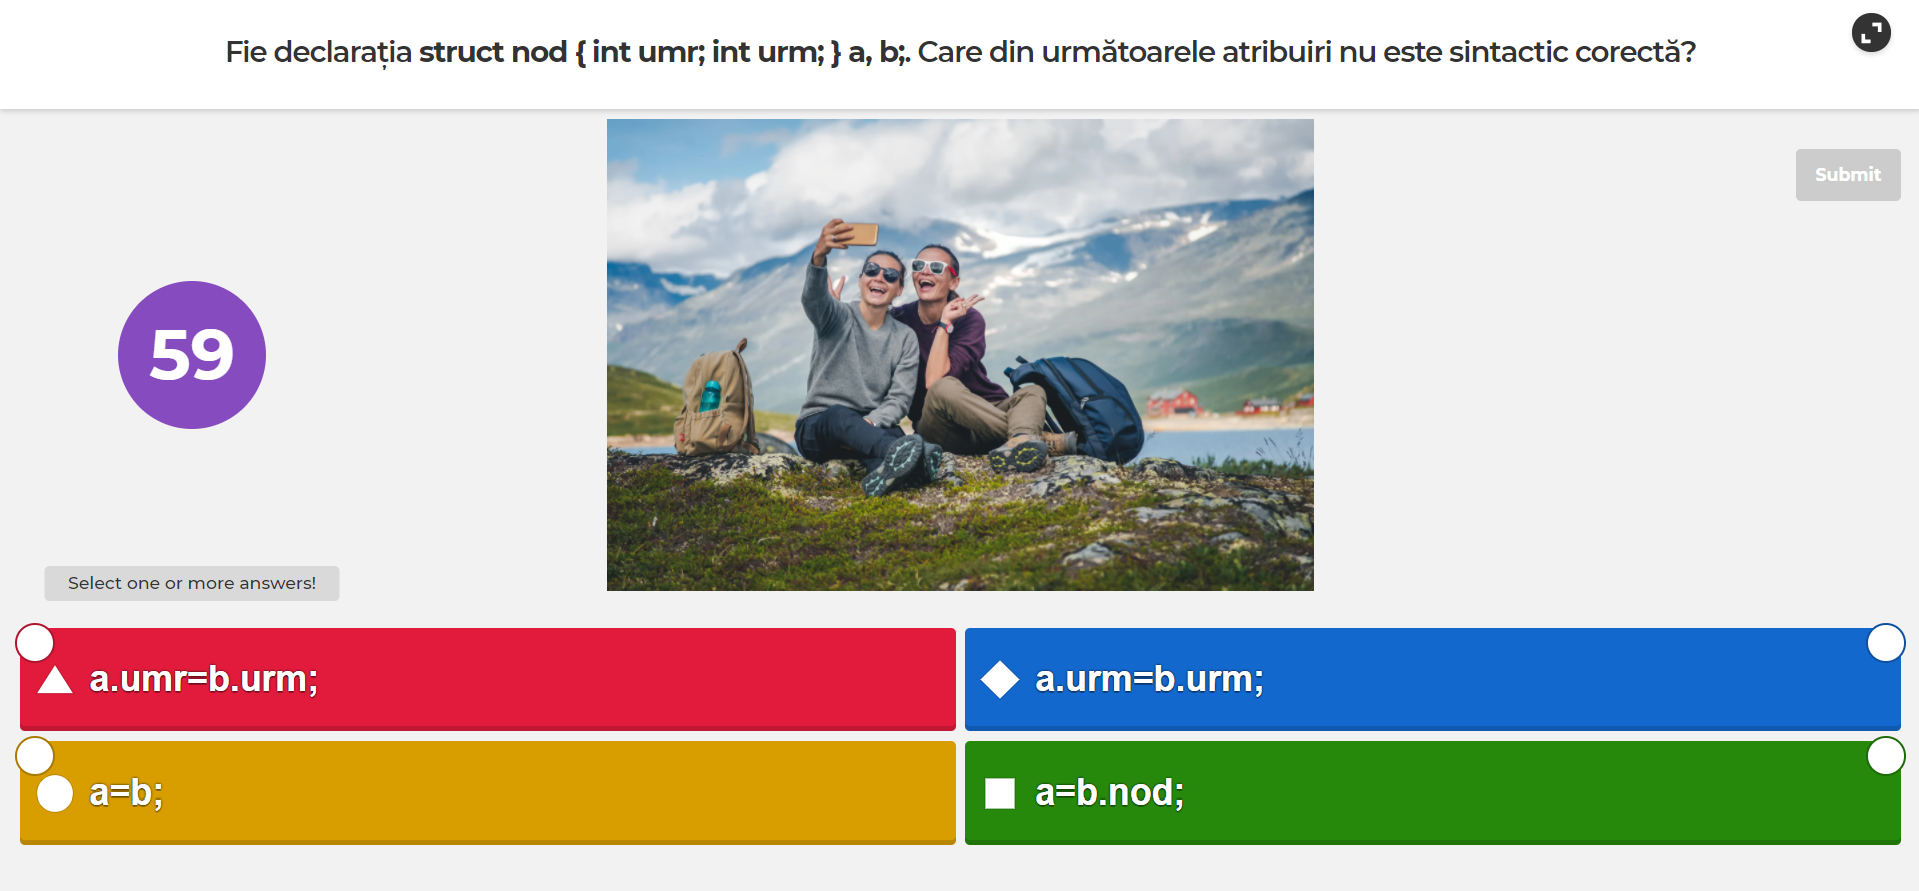 Fie declarația struct nod { int umr; int urm; } a, b;. Care din următoarele atribuiri nu este sintactic corectă?
Submit
59
Select one or more answers!
a.umr=b.urm;
a.urm=b.urm;
a=b;
a=b.nod;